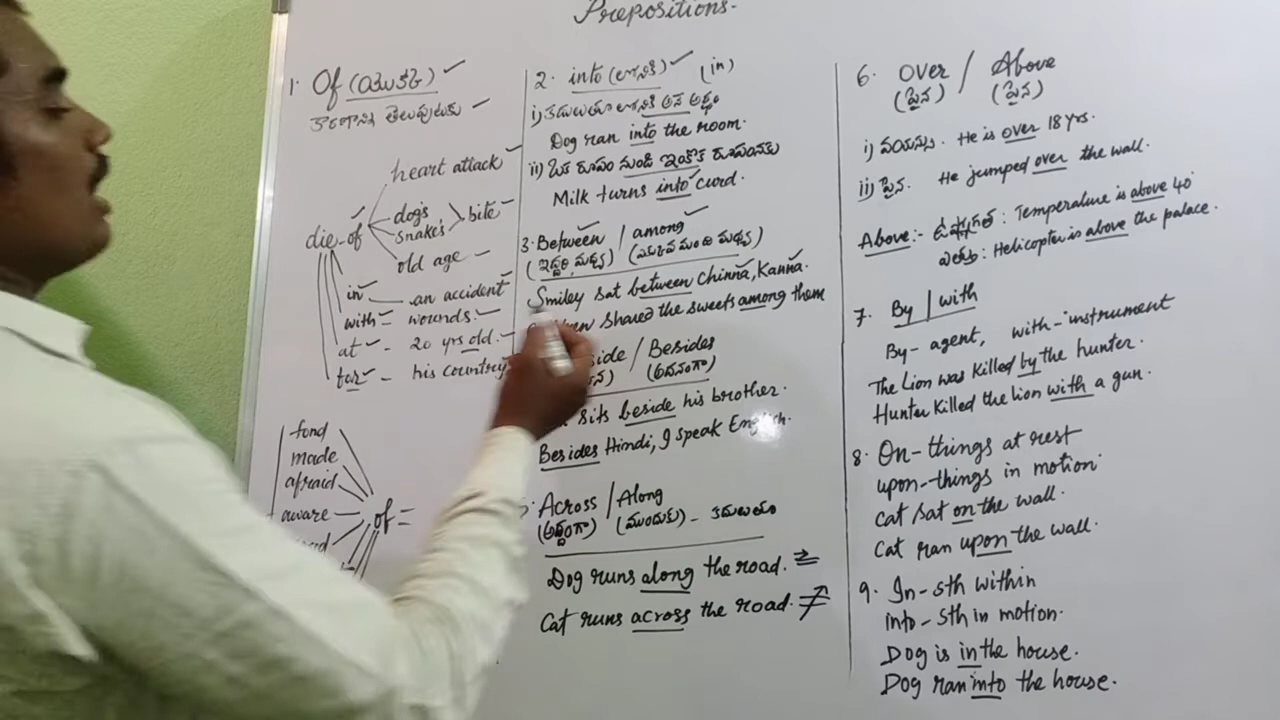 Prepositions-
1. Of (యొక్క) ✓
కారణాన్ని తెలుపుటకు
heart attack
die of
dog's
snake's
bite
old age
in
an accident
with
wounds
at
20 yrs old.
for
his country
fond
made
afraid
aware
of =
2. into (లోనికి) (in)
i) కదులుతూ లోనికి అనే అర్థం
Dog ran into the room.
ii) ఒక రూపం నుండి ఇంకొక రూపానకు
Milk turns into curd.
3. Between / among
(ఇద్దరి మధ్య)
Smiley sat between Chinna, Kanna.
shared the sweets among them
/ Besides
(అదనంగా)
sits beside his brother.
Besides Hindi, I speak English.
Across / Along
(అడ్డంగా) (ముందుకు) - కదులుతూ
Dog runs along the road.
Cat runs across the road.
6. Over / Above
(పైన) (పైన)
i) వయస్సు. He is over 18 yrs.
ii) పైన. He jumped over the wall.
Above:- ఉష్ణోగ్రత : Temperature is above 40°
ఎత్తు : Helicopter is above the palace.
7. By / with
By - agent, with - instrument
The Lion was killed by the hunter.
Hunter killed the lion with a gun.
8. On - things at rest
upon - things in motion
Cat sat on the wall.
Cat ran upon the wall.
9. In - sth within
into - sth in motion.
Dog is in the house.
Dog ran into the house.